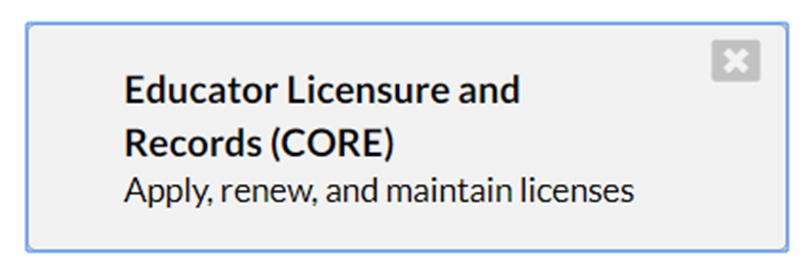 Educator Licensure and
Records (CORE)
Apply, renew, and maintain licenses